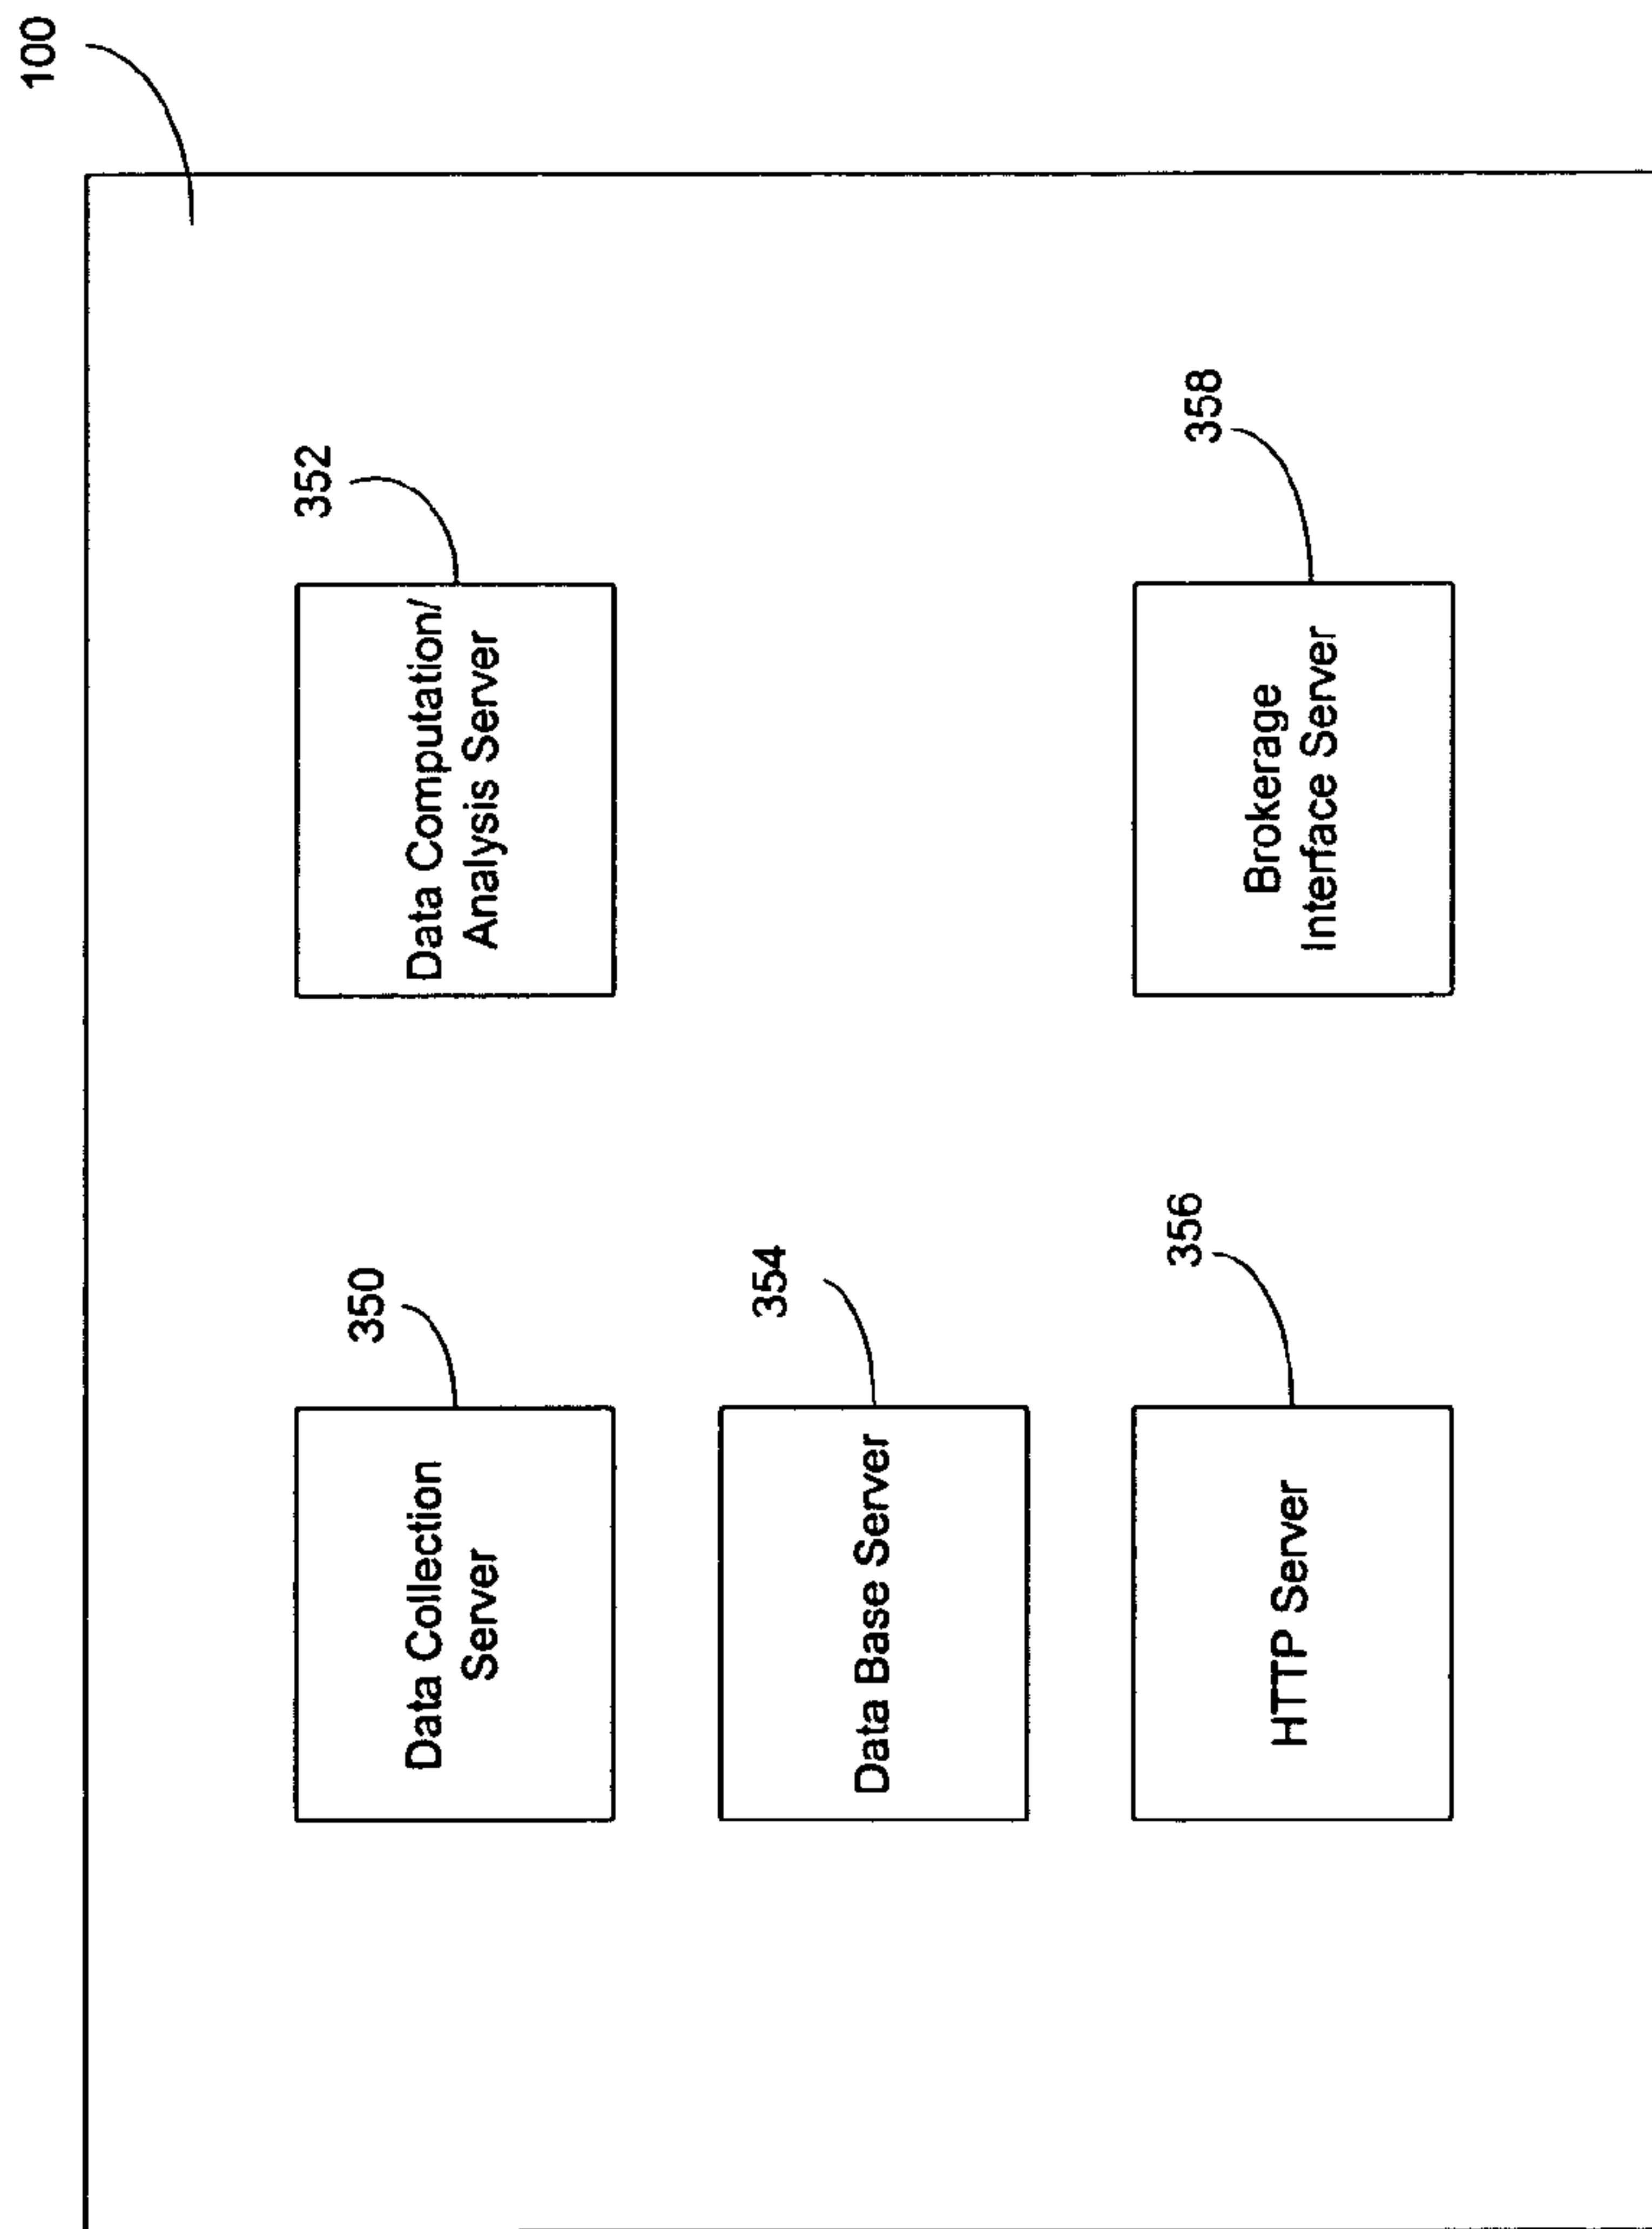 100
352
Data Computation/
Analysis Server
350
Data Collection
Server
354
Data Base Server
358
Brokerage
Interface Server
356
HTTP Server